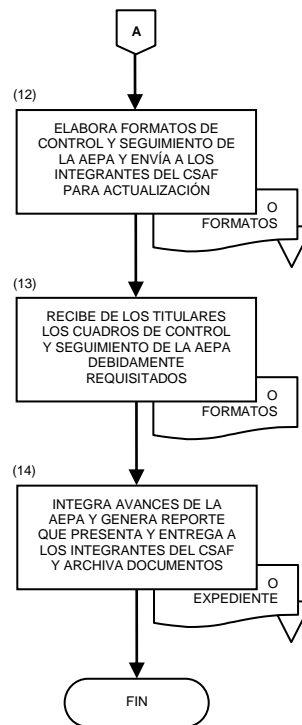 A
(12)
ELABORA FORMATOS DE
CONTROL Y SEGUIMIENTO DE
LA AEPA Y ENVÍA A LOS
INTEGRANTES DEL CSAF
PARA ACTUALIZACIÓN
O
FORMATOS
(13)
RECIBE DE LOS TITULARES
LOS CUADROS DE CONTROL
Y SEGUIMIENTO DE LA AEPA
DEBIDAMENTE
REQUISITADOS
O
FORMATOS
(14)
INTEGRA AVANCES DE LA
AEPA Y GENERA REPORTE
QUE PRESENTA Y ENTREGA A
LOS INTEGRANTES DEL CSAF
Y ARCHIVA DOCUMENTOS
O
EXPEDIENTE
FIN